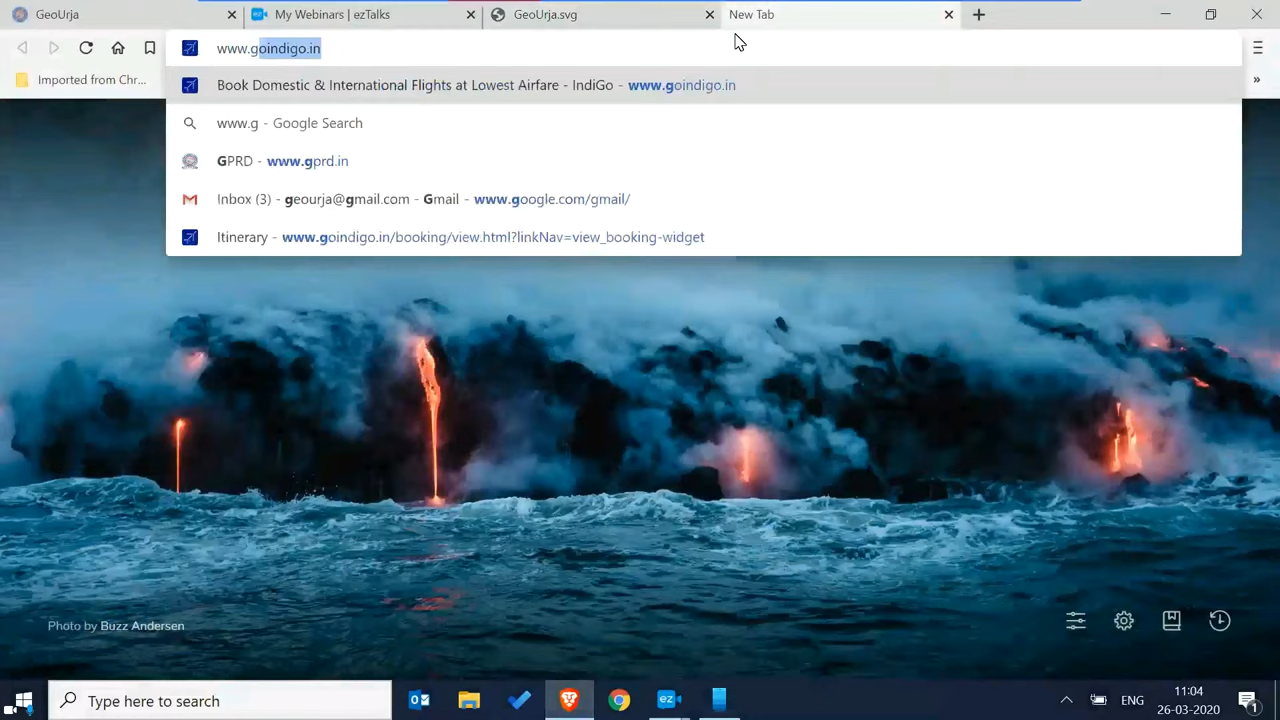 GeoUrja
My Webinars | ezTalks
GeoUrja.svg
New Tab
www.goindigo.in
Imported from Chr...
Book Domestic & International Flights at Lowest Airfare - IndiGo - www.goindigo.in
www.g - Google Search
GPRD - www.gprd.in
Inbox (3) - geourja@gmail.com - Gmail - www.google.com/gmail/
Itinerary - www.goindigo.in/booking/view.html?linkNav=view_booking-widget
Photo by Buzz Andersen
Type here to search
ez
ENG
11:04
26-03-2020
1